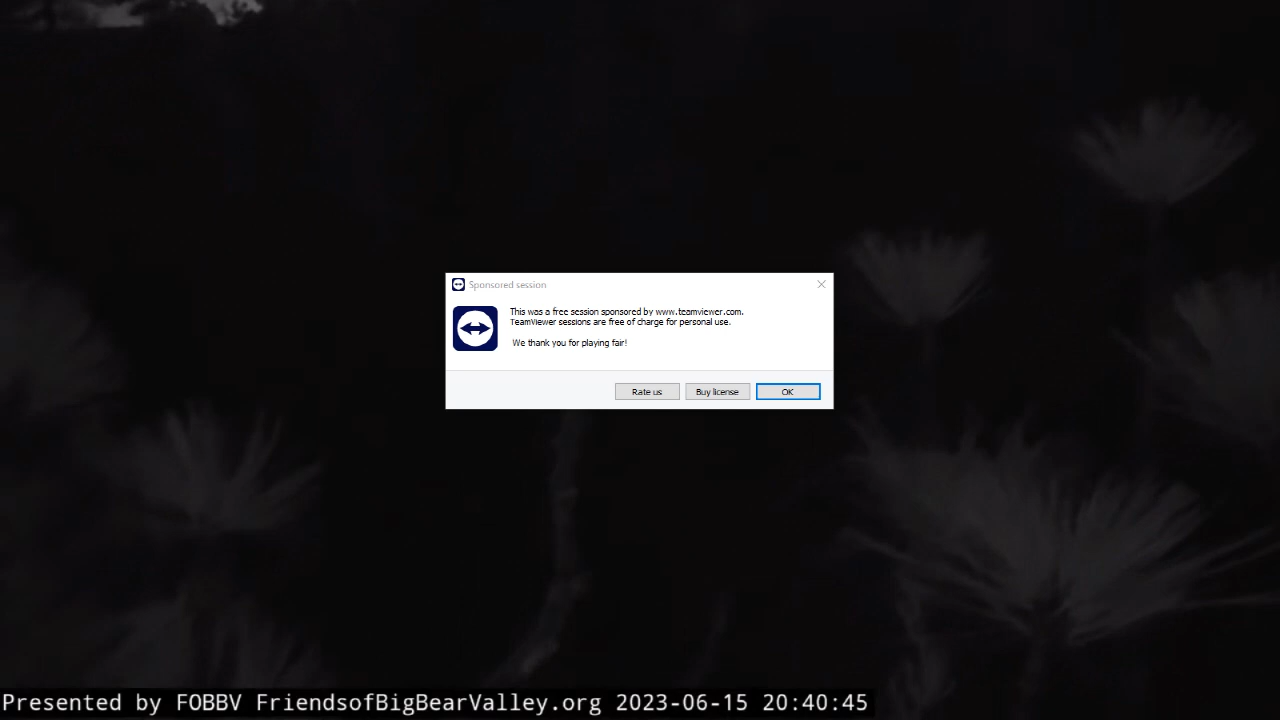 Sponsored session
This was a free session sponsored by www.teamviewer.com.
TeamViewer sessions are free of charge for personal use.
We thank you for playing fair!
Rate us Buy license OK
Presented by FOBBV FriendsofBigBearValley.org 2023-06-15 20:40:45